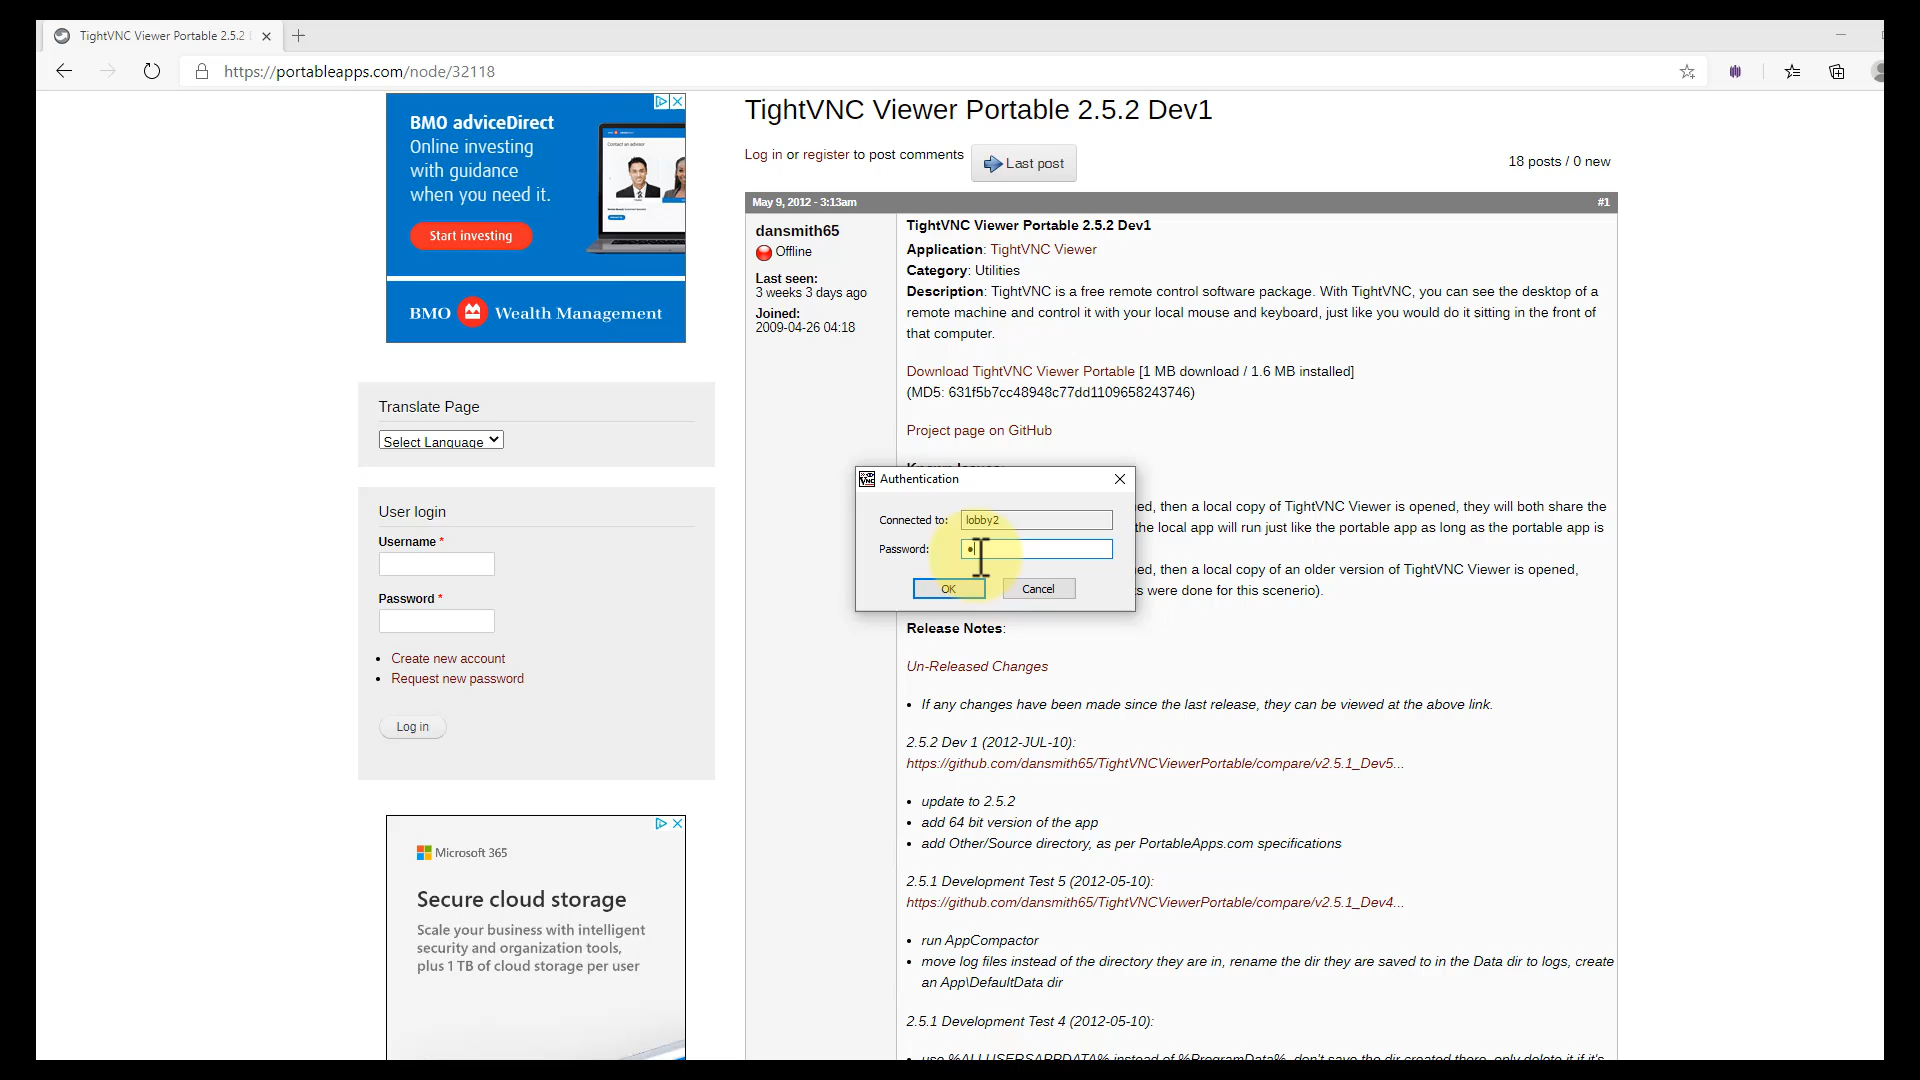 TightVNC Viewer Portable 2.5.2
https://portableapps.com/node/32118
BMO adviceDirect
Online investing
with guidance
when you need it.
Start investing
BMO Wealth Management
Translate Page
Select Language
User login
Username *
Password *
Create new account
Request new password
Log in
Microsoft 365
Secure cloud storage
Scale your business with intelligent
security and organization tools,
plus 1 TB of cloud storage per user
TightVNC Viewer Portable 2.5.2 Dev1
Log in or register to post comments
Last post
18 posts / 0 new
May 9, 2012 - 3:13am
#1
dansmith65
Offline
Last seen:
3 weeks 3 days ago
Joined:
2009-04-26 04:18
TightVNC Viewer Portable 2.5.2 Dev1
Application: TightVNC Viewer
Category: Utilities
Description: TightVNC is a free remote control software package. With TightVNC, you can see the desktop of a
remote machine and control it with your local mouse and keyboard, just like you would do it sitting in the front of
that computer.
Download TightVNC Viewer Portable [1 MB download / 1.6 MB installed]
(MD5: 631f5b7cc48948c77dd1109658243746)
Project page on GitHub
Authentication
Connected to: lobby2
Password:
OK
Cancel
ed, then a local copy of TightVNC Viewer is opened, they will both share the
the local app will run just like the portable app as long as the portable app is
ed, then a local copy of an older version of TightVNC Viewer is opened,
s were done for this scenerio).
Release Notes:
Un-Released Changes
• If any changes have been made since the last release, they can be viewed at the above link.
2.5.2 Dev 1 (2012-JUL-10):
https://github.com/dansmith65/TightVNCViewerPortable/compare/v2.5.1_Dev5...
• update to 2.5.2
• add 64 bit version of the app
• add Other/Source directory, as per PortableApps.com specifications
2.5.1 Development Test 5 (2012-05-10):
https://github.com/dansmith65/TightVNCViewerPortable/compare/v2.5.1_Dev4...
• run AppCompactor
• move log files instead of the directory they are in, rename the dir they are saved to in the Data dir to logs, create
an App\DefaultData dir
2.5.1 Development Test 4 (2012-05-10):
• use %ALLUSERSAPPDATA% instead of %ProgramData%, don't save the dir created there, only delete it if it's